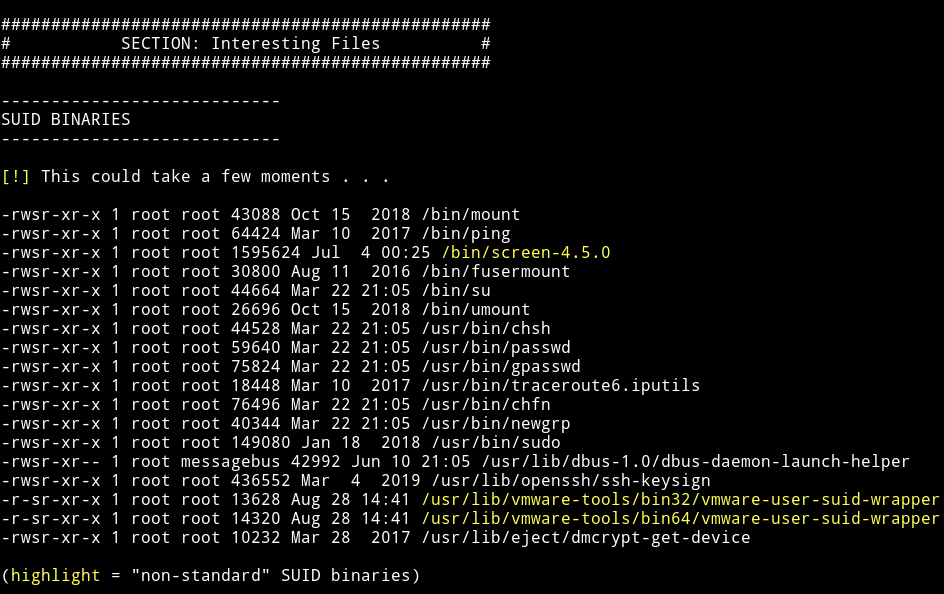 #################################################
#           SECTION: Interesting Files          #
#################################################
----------------------------
SUID BINARIES
----------------------------
[!] This could take a few moments . . .
-rwsr-xr-x 1 root root 43088 Oct 15  2018 /bin/mount
-rwsr-xr-x 1 root root 64424 Mar 10  2017 /bin/ping
-rwsr-xr-x 1 root root 1595624 Jul  4 00:25 /bin/screen-4.5.0
-rwsr-xr-x 1 root root 30800 Aug 11  2016 /bin/fusermount
-rwsr-xr-x 1 root root 44664 Mar 22 21:05 /bin/su
-rwsr-xr-x 1 root root 26696 Oct 15  2018 /bin/umount
-rwsr-xr-x 1 root root 44528 Mar 22 21:05 /usr/bin/chsh
-rwsr-xr-x 1 root root 59640 Mar 22 21:05 /usr/bin/passwd
-rwsr-xr-x 1 root root 75824 Mar 22 21:05 /usr/bin/gpasswd
-rwsr-xr-x 1 root root 18448 Mar 10  2017 /usr/bin/traceroute6.iputils
-rwsr-xr-x 1 root root 76496 Mar 22 21:05 /usr/bin/chfn
-rwsr-xr-x 1 root root 40344 Mar 22 21:05 /usr/bin/newgrp
-rwsr-xr-x 1 root root 149080 Jan 18  2018 /usr/bin/sudo
-rwsr-xr-- 1 root messagebus 42992 Jun 10 21:05 /usr/lib/dbus-1.0/dbus-daemon-launch-helper
-rwsr-xr-x 1 root root 436552 Mar  4  2019 /usr/lib/openssh/ssh-keysign
-r-sr-xr-x 1 root root 13628 Aug 28 14:41 /usr/lib/vmware-tools/bin32/vmware-user-suid-wrapper
-r-sr-xr-x 1 root root 14320 Aug 28 14:41 /usr/lib/vmware-tools/bin64/vmware-user-suid-wrapper
-rwsr-xr-x 1 root root 10232 Mar 28  2017 /usr/lib/eject/dmcrypt-get-device
(highlight = "non-standard" SUID binaries)